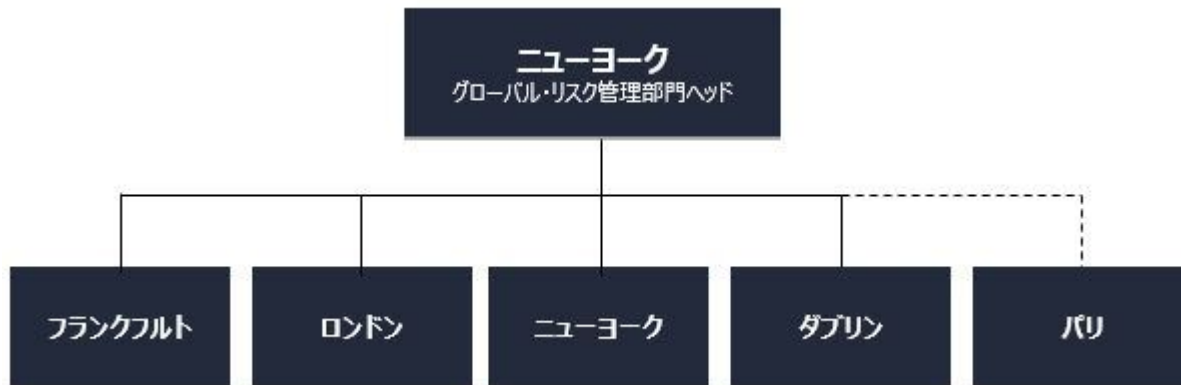 ニューヨーク
グローバル・リスク管理部門ヘッド
フランクフルト
ロンドン
ニューヨーク
ダブリン
パリ